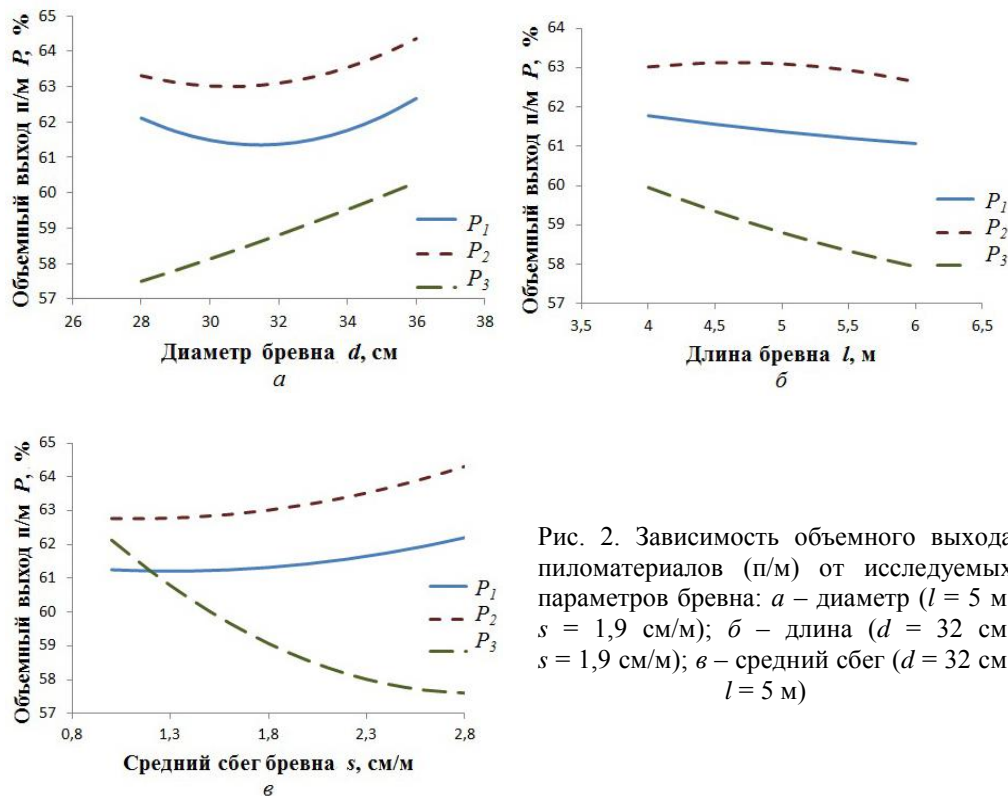 Объемный выход п/м P, %
65
64
63
62
61
60
59
58
57
26 28 30 32 34 36 38
P1
P2
P3
Диаметр бревна d, см
а
Объемный выход п/м P, %
65
64
63
62
61
60
59
58
57
3,5 4 4,5 5 5,5 6 6,5
P1
P2
P3
Длина бревна l, м
б
Объемный выход п/м P, %
65
64
63
62
61
60
59
58
57
0,8 1,3 1,8 2,3 2,8
P1
P2
P3
Средний сбег бревна s, см/м
в
Рис. 2. Зависимость объемного выхода
пиломатериалов (п/м) от исследуемых
параметров бревна: а – диаметр (l = 5 м
s = 1,9 см/м); б – длина (d = 32 см
s = 1,9 см/м); в – средний сбег (d = 32 см
l = 5 м)